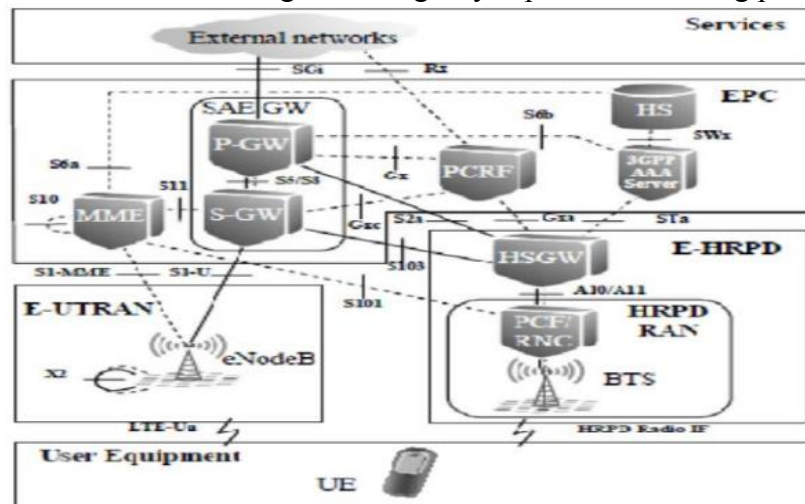 Services
External networks
SGi
Rx
SAE GW
EPC
HS
S6b
SWx
P-GW
PCRF
3GPP
AAA
Server
S6a
Gx
S11
S5/S8
S10
MME
S-GW
Gxc
S2a
Gxa
STa
HSGW
E-HRPD
S1-MME
S1-U
S103
S101
A10/A11
E-UTRAN
PCF/
RNC
HRPD
RAN
eNodeB
X2
BTS
LTE-Uu
HRPD Radio IF
User Equipment
UE